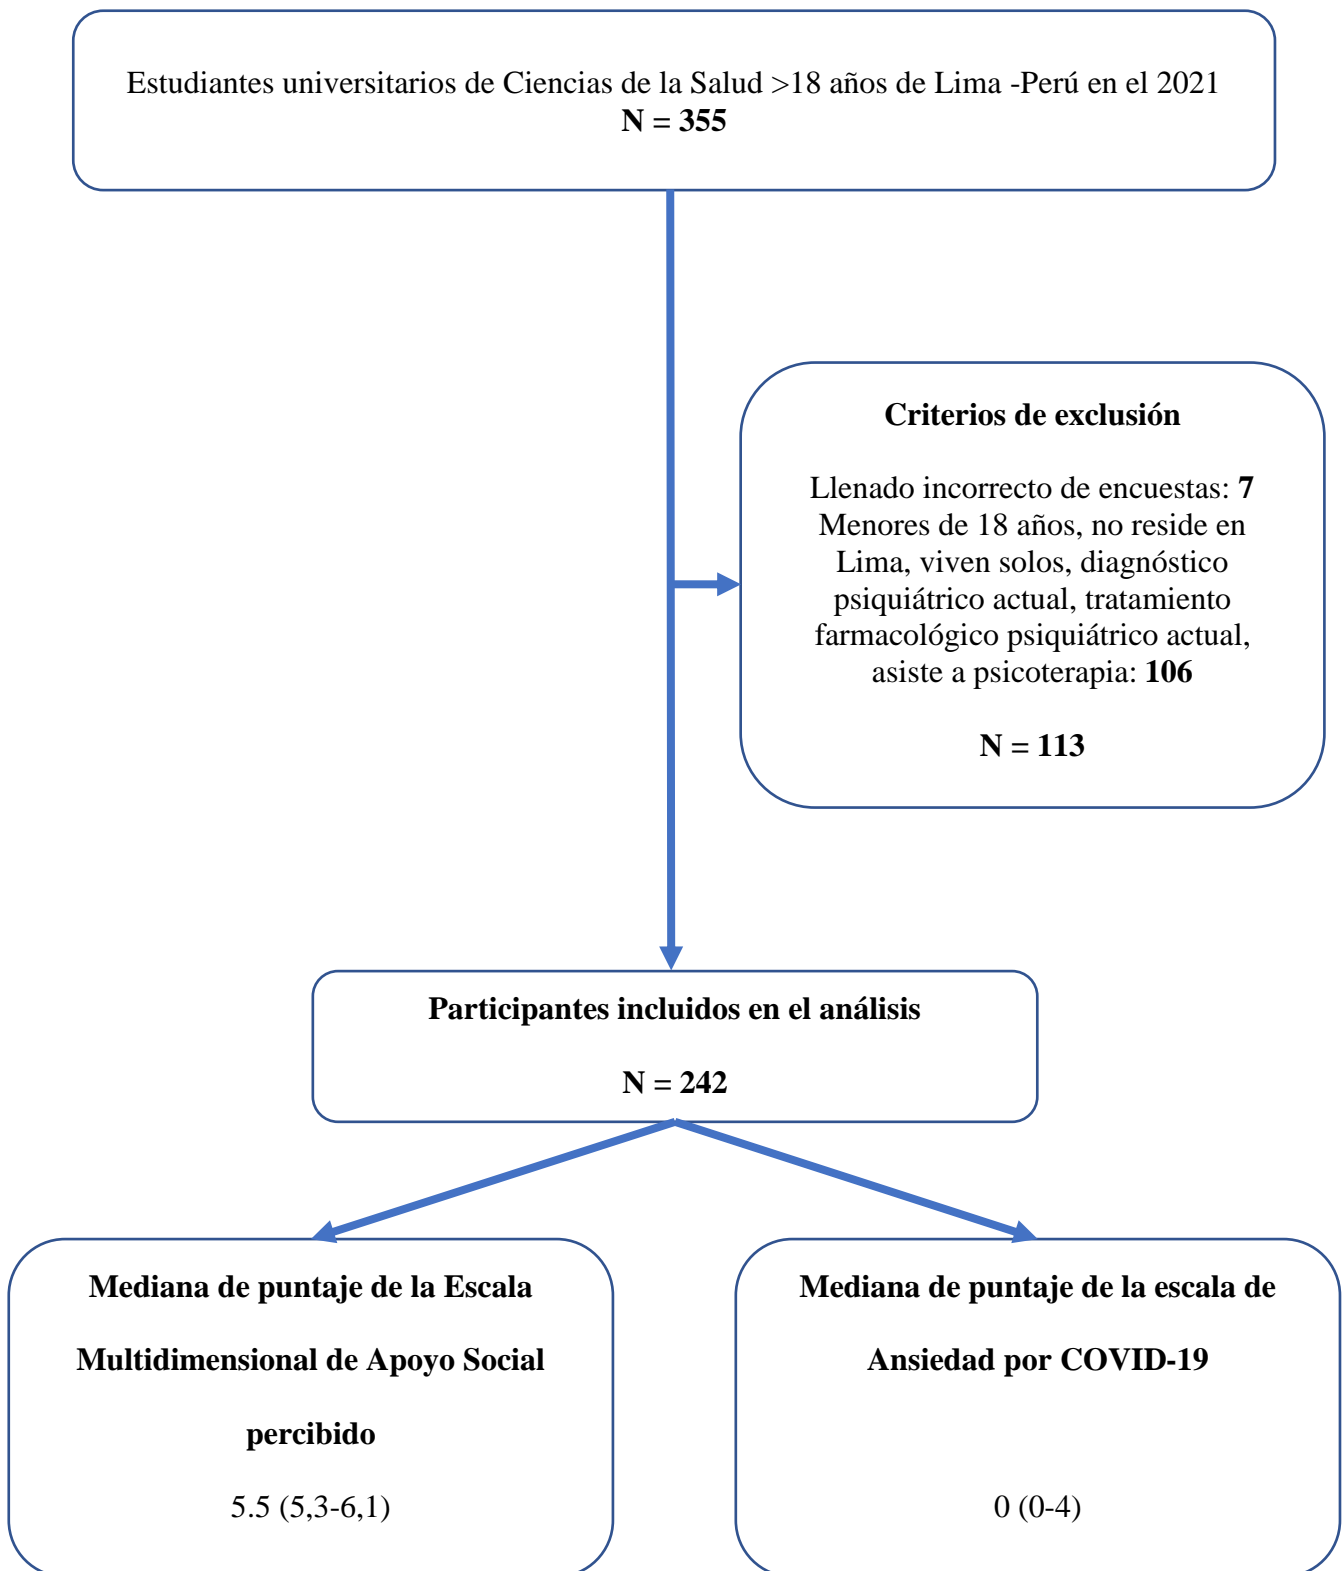 Estudiantes universitarios de Ciencias de la Salud >18 años de Lima -Perú en el 2021
N = 355
Criterios de exclusión
Llenado incorrecto de encuestas: 7
Menores de 18 años, no reside en
Lima, viven solos, diagnóstico
psiquiátrico actual, tratamiento
farmacológico psiquiátrico actual,
asiste a psicoterapia: 106
N = 113
Participantes incluidos en el análisis
N = 242
Mediana de puntaje de la Escala
Multidimensional de Apoyo Social
percibido
5.5 (5,3-6,1)
Mediana de puntaje de la escala de
Ansiedad por COVID-19
0 (0-4)